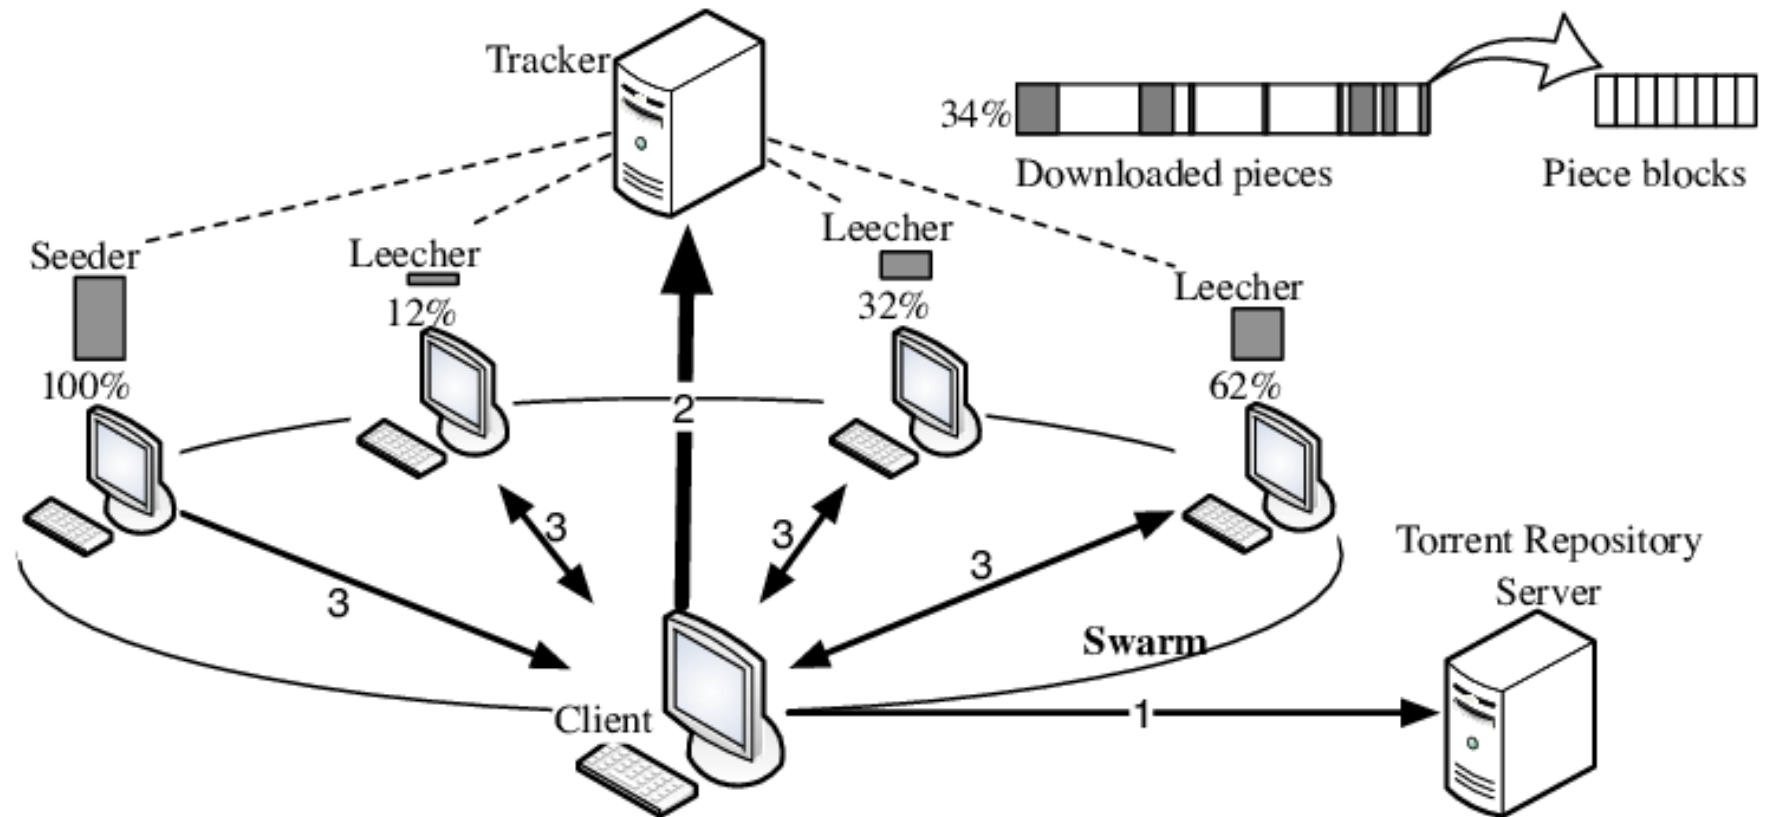 Tracker
34%
Downloaded pieces
Piece blocks
Seeder
100%
Leecher
12%
Leecher
32%
Leecher
62%
2
3
3
3
3
Swarm
Torrent Repository
Server
Client
1